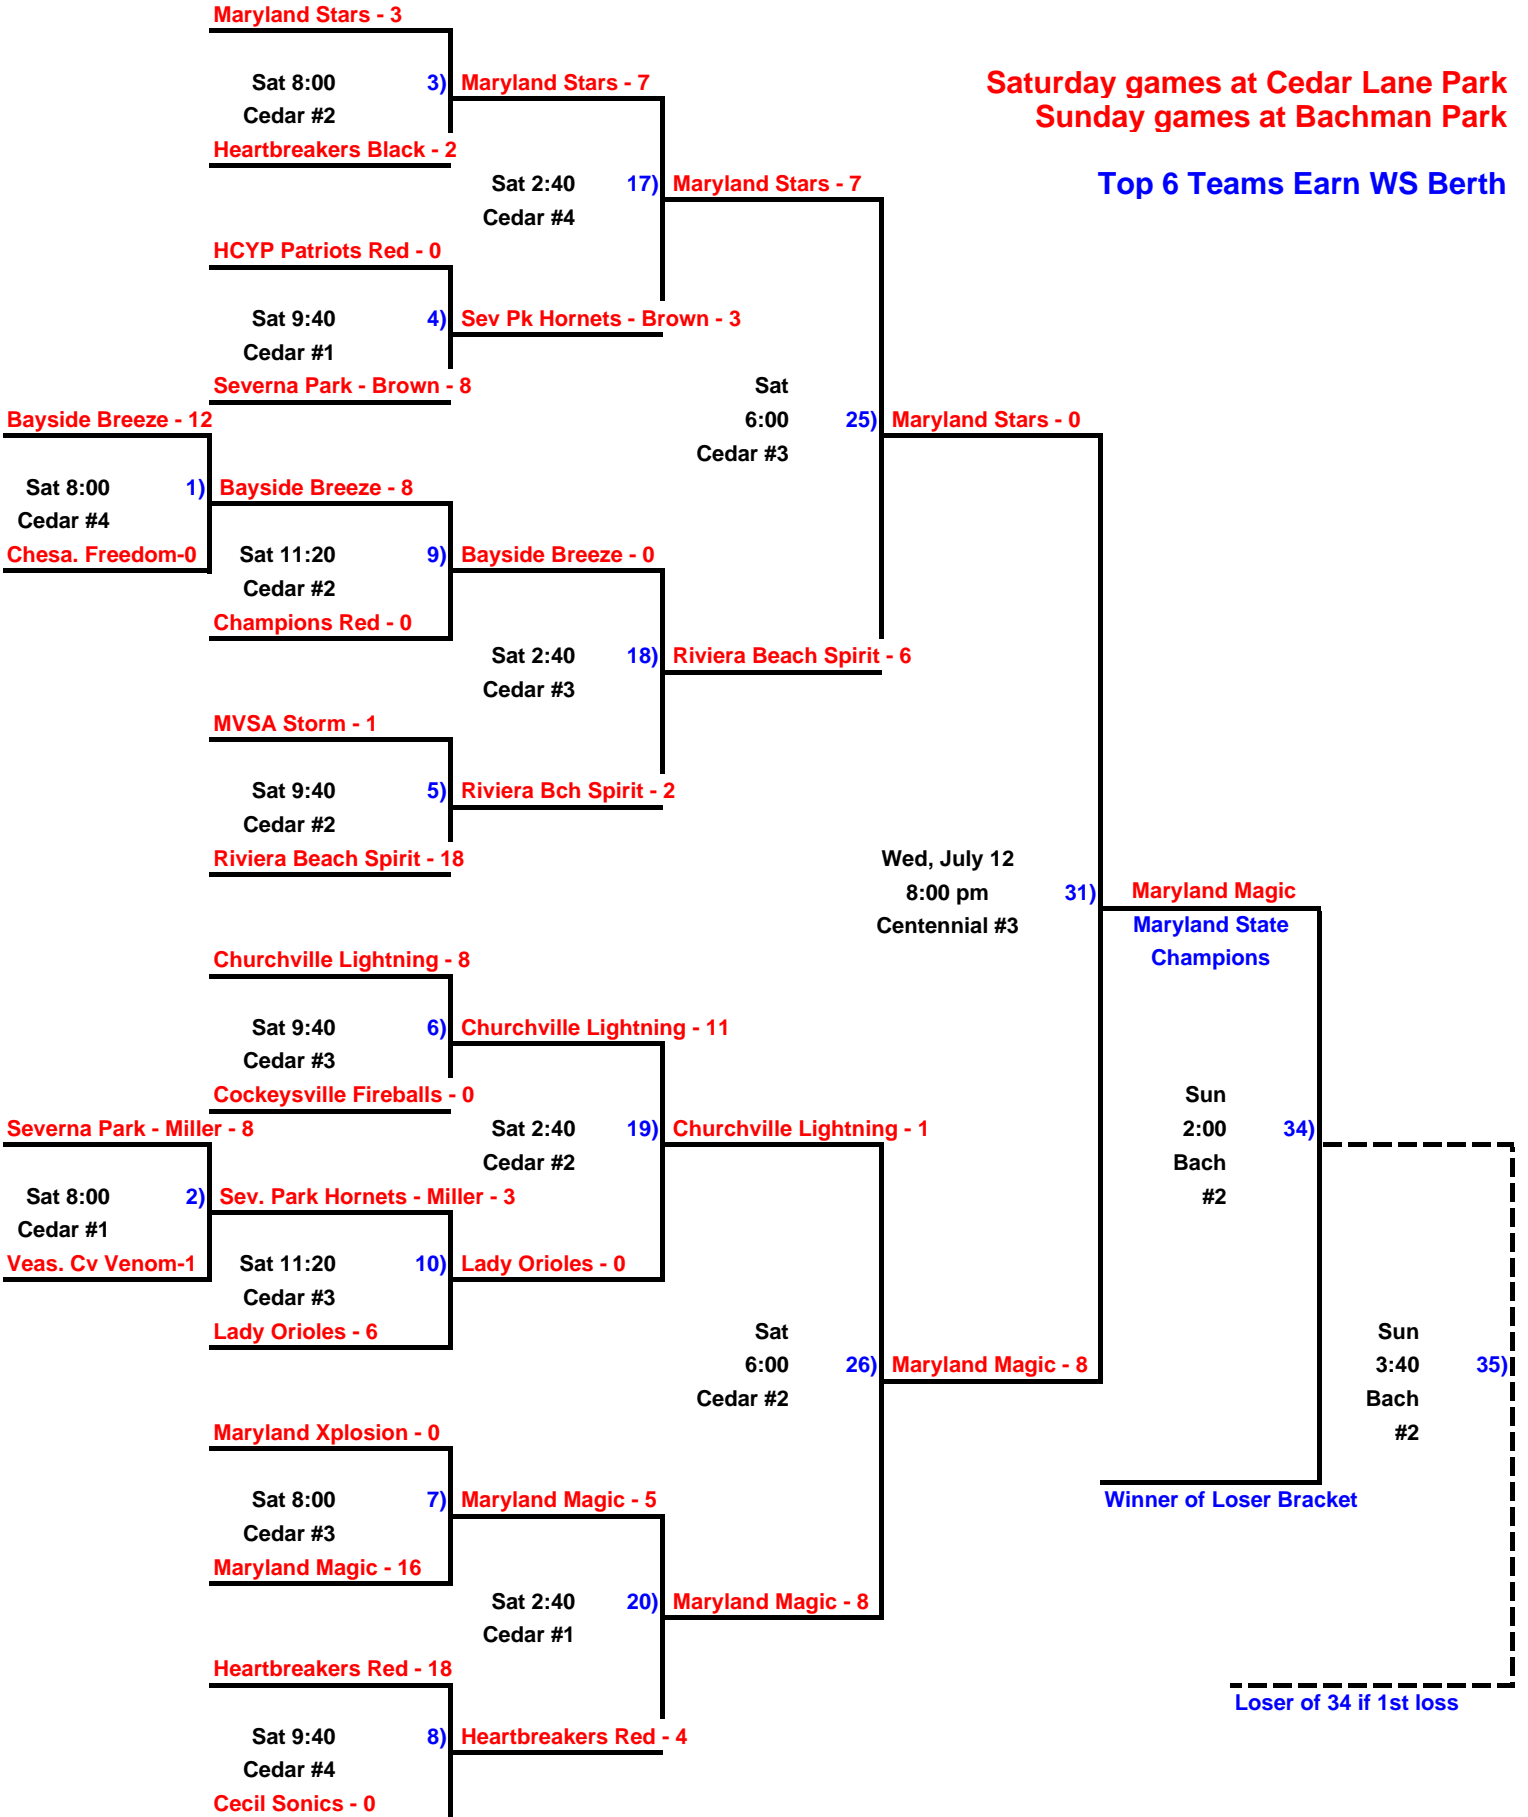 Maryland Stars - 3
Saturday games at Cedar Lane Park
Sunday games at Bachman Park
Top 6 Teams Earn WS Berth
Sat 8:00
3)
Maryland Stars - 7
Cedar #2
Heartbreakers Black - 2
Sat 2:40
17)
Maryland Stars - 7
Cedar #4
HCYP Patriots Red - 0
Sat 9:40
4)
Sev Pk Hornets - Brown - 3
Cedar #1
Severna Park - Brown - 8
Sat
6:00
25)
Maryland Stars - 0
Cedar #3
Bayside Breeze - 12
Sat 8:00
1)
Bayside Breeze - 8
Cedar #4
Chesa. Freedom-0
Sat 11:20
9)
Bayside Breeze - 0
Cedar #2
Champions Red - 0
Sat 2:40
18)
Riviera Beach Spirit - 6
Cedar #3
MVSA Storm - 1
Sat 9:40
5)
Riviera Bch Spirit - 2
Cedar #2
Riviera Beach Spirit - 18
Wed, July 12
8:00 pm
31)
Maryland Magic
Centennial #3
Maryland State
Champions
Churchville Lightning - 8
Sat 9:40
6)
Churchville Lightning - 11
Cedar #3
Cockeysville Fireballs - 0
Sun
2:00
34)
Bach
#2
Severna Park - Miller - 8
Sat 2:40
19)
Churchville Lightning - 1
Cedar #2
Sat 8:00
2)
Sev. Park Hornets - Miller - 3
Cedar #1
Veas. Cv Venom-1
Sat 11:20
10)
Lady Orioles - 0
Cedar #3
Lady Orioles - 6
Sat
6:00
26)
Maryland Magic - 8
Cedar #2
Sun
3:40
35)
Bach
#2
Maryland Xplosion - 0
Sat 8:00
7)
Maryland Magic - 5
Cedar #3
Winner of Loser Bracket
Maryland Magic - 16
Sat 2:40
20)
Maryland Magic - 8
Cedar #1
Heartbreakers Red - 18
Loser of 34 if 1st loss
Sat 9:40
8)
Heartbreakers Red - 4
Cedar #4
Cecil Sonics - 0